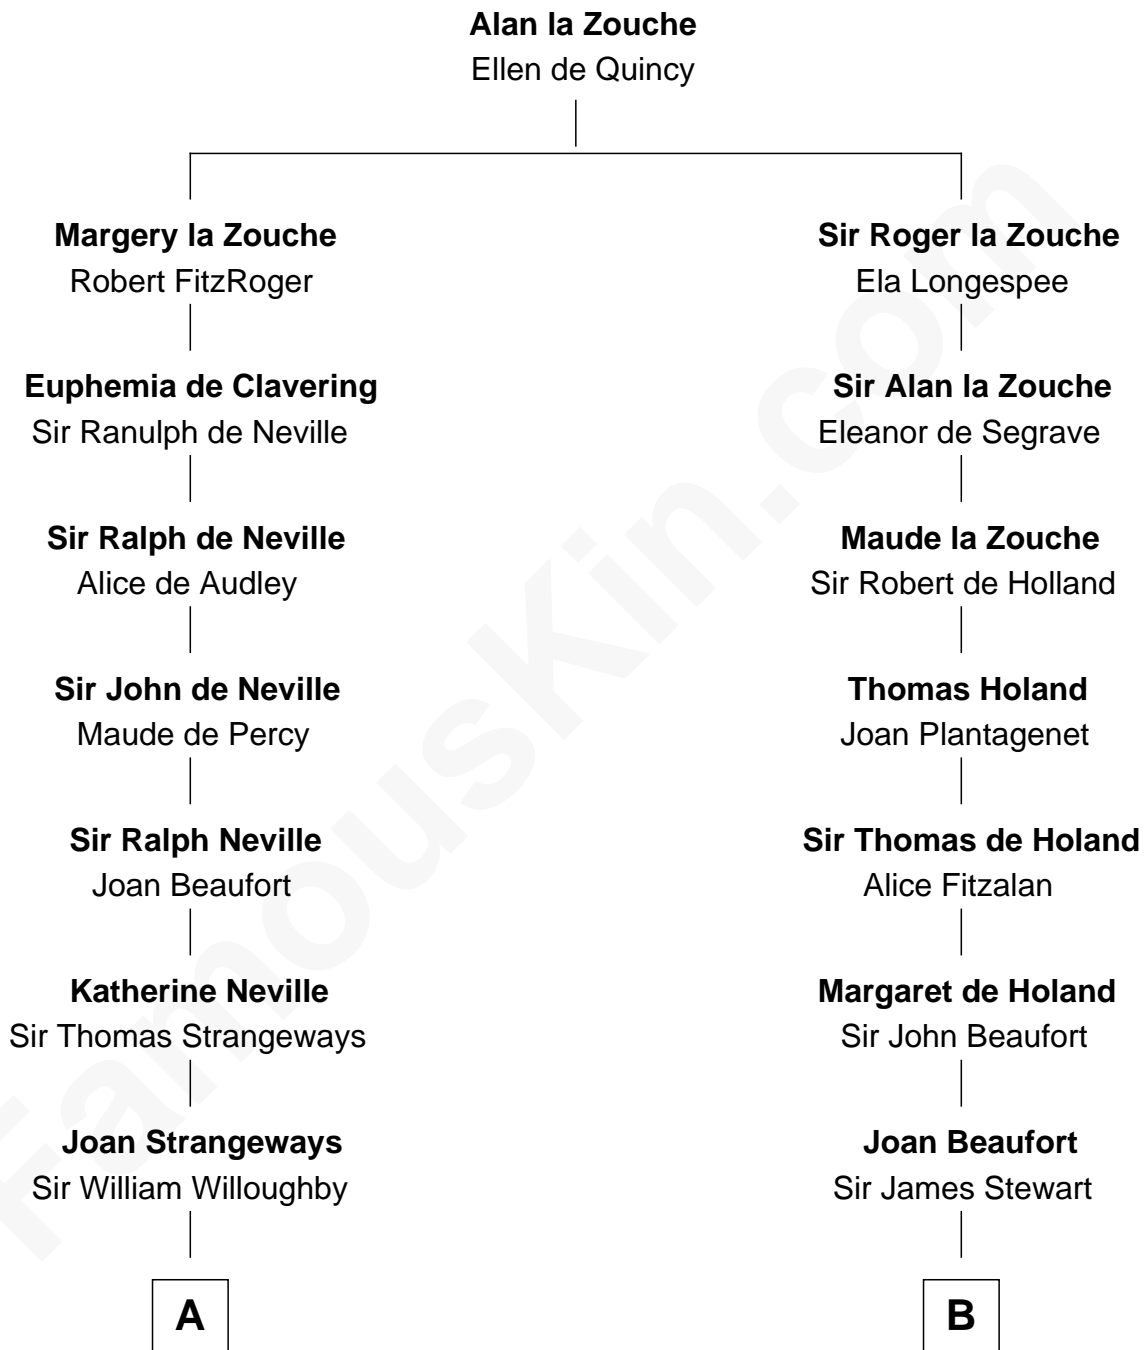 Alan la Zouche
Ellen de Quincy
Margery la Zouche
Robert FitzRoger
Sir Roger la Zouche
Ela Longespee
Euphemia de Clavering
Sir Ranulph de Neville
Sir Alan la Zouche
Eleanor de Segrave
Sir Ralph de Neville
Alice de Audley
Maude la Zouche
Sir Robert de Holland
Sir John de Neville
Maude de Percy
Thomas Holand
Joan Plantagenet
Sir Ralph Neville
Joan Beaufort
Sir Thomas de Holand
Alice Fitzalan
Katherine Neville
Sir Thomas Strangeways
Margaret de Holand
Sir John Beaufort
Joan Strangeways
Sir William Willoughby
Joan Beaufort
Sir James Stewart
A
B
FamousKin.com